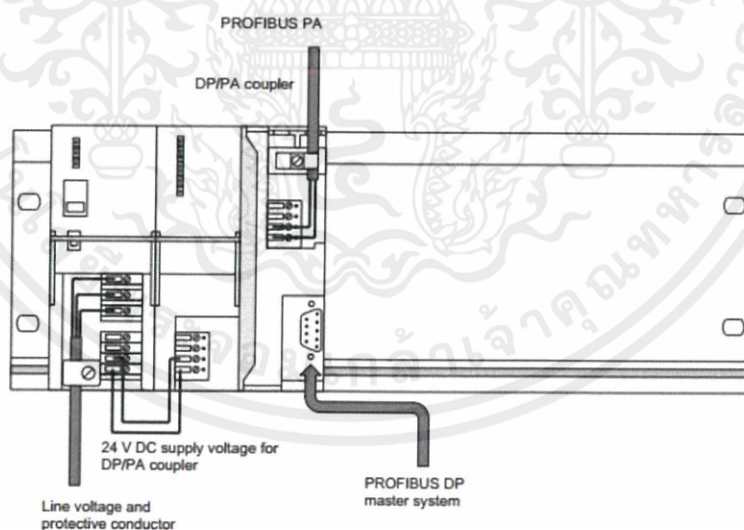 PROFIBUS PA
DP/PA coupler
24 V DC supply voltage for
DP/PA coupler
PROFIBUS DP
master system
Line voltage and
protective conductor